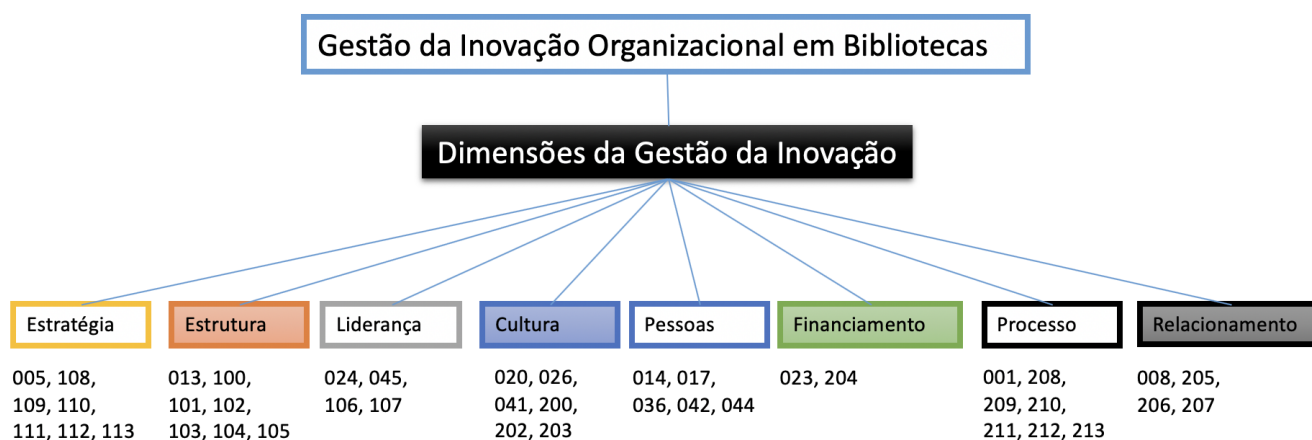 Gestão da Inovação Organizacional em Bibliotecas
Dimensões da Gestão da Inovação
Estratégia
005, 108,
109, 110,
111, 112, 113
Estrutura
013, 100,
101, 102,
103, 104, 105
Liderança
024, 045,
106, 107
Cultura
020, 026,
041, 200,
202, 203
Pessoas
014, 017,
036, 042, 044
Financiamento
023, 204
Processo
001, 208,
209, 210,
211, 212, 213
Relacionamento
008, 205,
206, 207